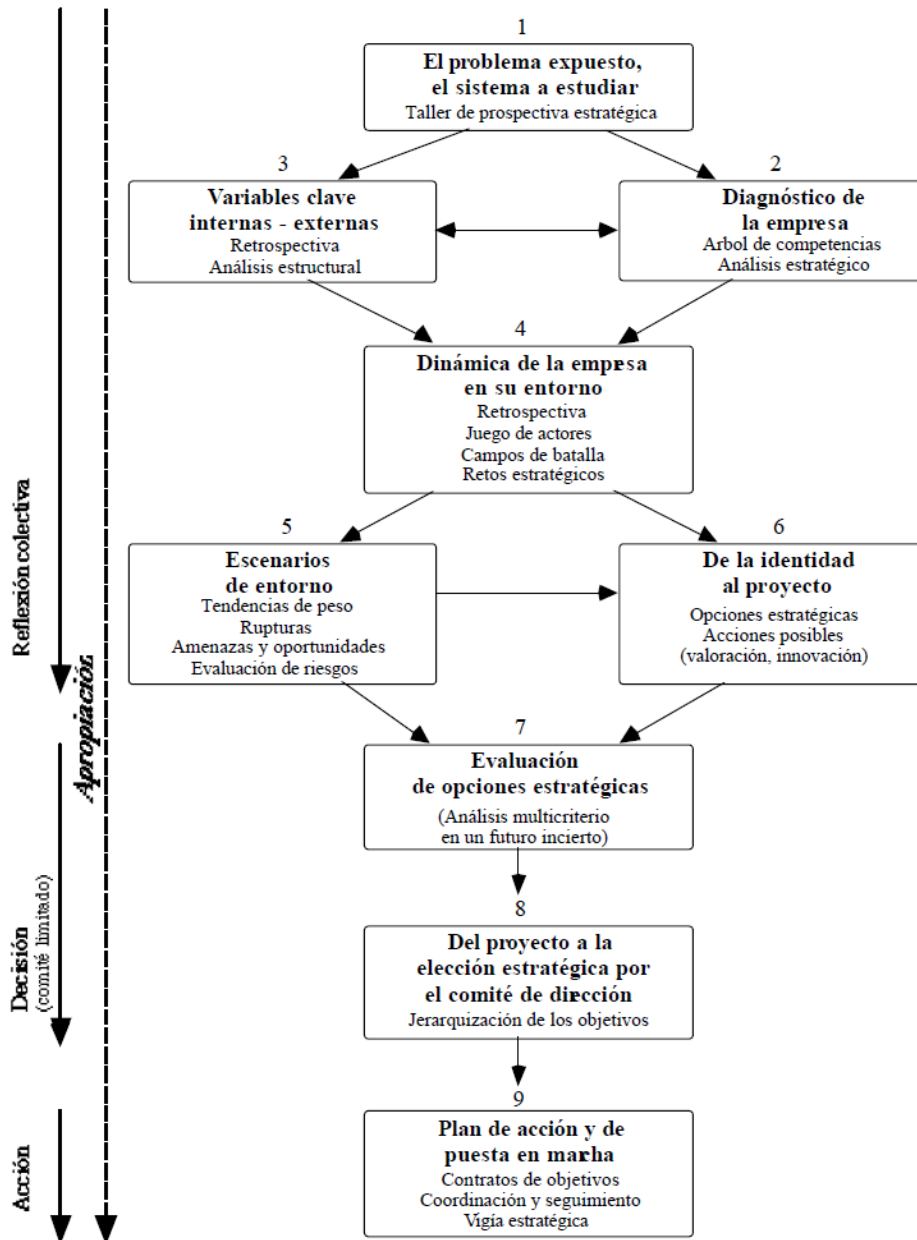 1
El problema expuesto,
el sistema a estudiar
Taller de prospectiva estratégica
3
Variables clave
internas - externas
Retrospectiva
Análisis estructural
2
Diagnóstico de
la empresa
Arbol de competencias
Análisis estratégico
4
Dinámica de la empresa
en su entorno
Retrospectiva
Juego de actores
Campos de batalla
Retos estratégicos
5
Escenarios
de entorno
Tendencias de peso
Rupturas
Amenazas y oportunidades
Evaluación de riesgos
6
De la identidad
al proyecto
Opciones estratégicas
Acciones posibles
(valoración, innovación)
7
Evaluación
de opciones estratégicas
(Análisis multicriterio
en un futuro incierto)
8
Del proyecto a la
elección estratégica por
el comité de dirección
Jerarquización de los objetivos
9
Plan de acción y de
puesta en marcha
Contratos de objetivos
Coordinación y seguimiento
Vigía estratégica
Reflexión colectiva
Apropiación
Decisión
(comité limitado)
Acción